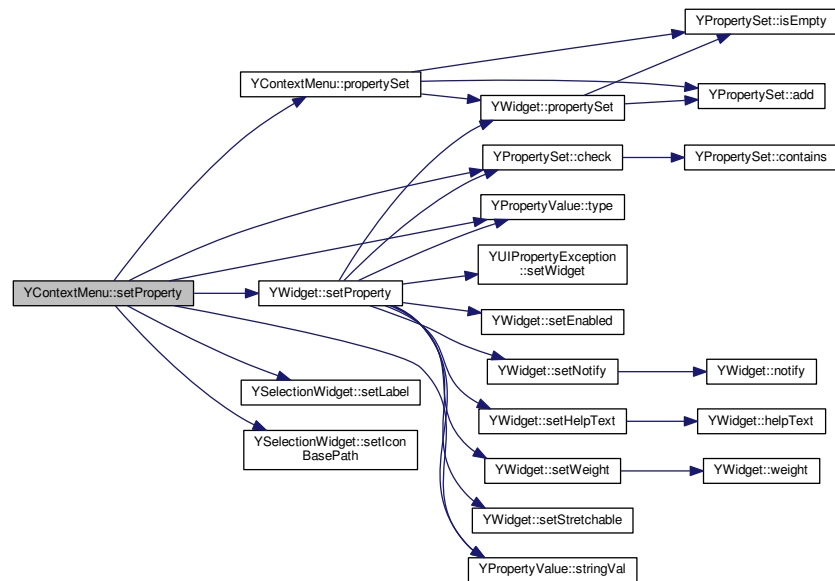 YPropertySet::isEmpty
YContextMenu::propertySet
YPropertySet::add
YWidget::propertySet
YPropertySet::check
YPropertySet::contains
YPropertyValue::type
YUIPropertyException
::setWidget
YContextMenu::setProperty
YWidget::setProperty
YWidget::setEnabled
YWidget::setNotify
YWidget::notify
YSelectionWidget::setLabel
YWidget::setHelpText
YWidget::helpText
YSelectionWidget::setIcon
BasePath
YWidget::setWeight
YWidget::weight
YWidget::setStretchable
YPropertyValue::stringVal